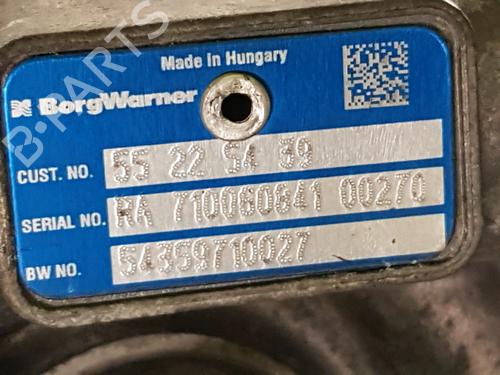 Made in Hungary
BorgWarner
B-PARTS
CUST. NO. 55 22 54 39
SERIAL NO. RA 710080841 00270
BW NO. 54359710027